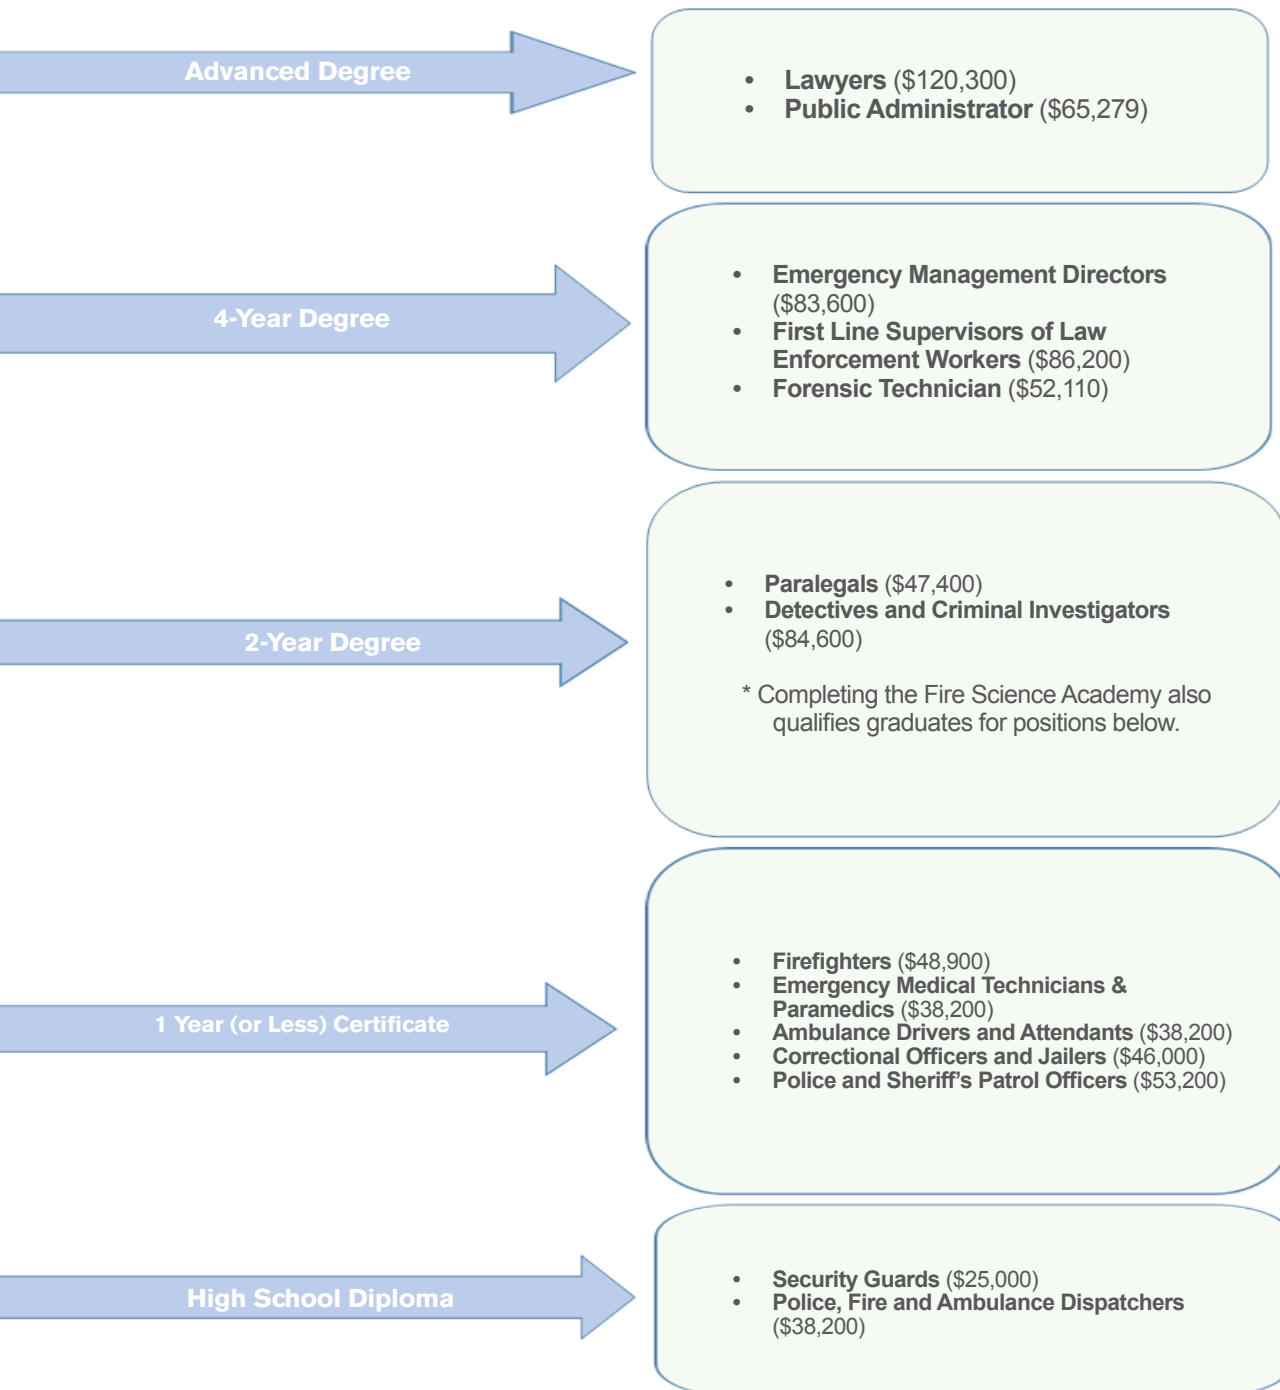 Advanced Degree
• Lawyers ($120,300)
• Public Administrator ($65,279)
4-Year Degree
• Emergency Management Directors
($83,600)
• First Line Supervisors of Law
Enforcement Workers ($86,200)
• Forensic Technician ($52,110)
2-Year Degree
• Paralegals ($47,400)
• Detectives and Criminal Investigators
($84,600)
* Completing the Fire Science Academy also
qualifies graduates for positions below.
1 Year (or Less) Certificate
• Firefighters ($48,900)
• Emergency Medical Technicians &
Paramedics ($38,200)
• Ambulance Drivers and Attendants ($38,200)
• Correctional Officers and Jailers ($46,000)
• Police and Sheriff’s Patrol Officers ($53,200)
High School Diploma
• Security Guards ($25,000)
• Police, Fire and Ambulance Dispatchers
($38,200)